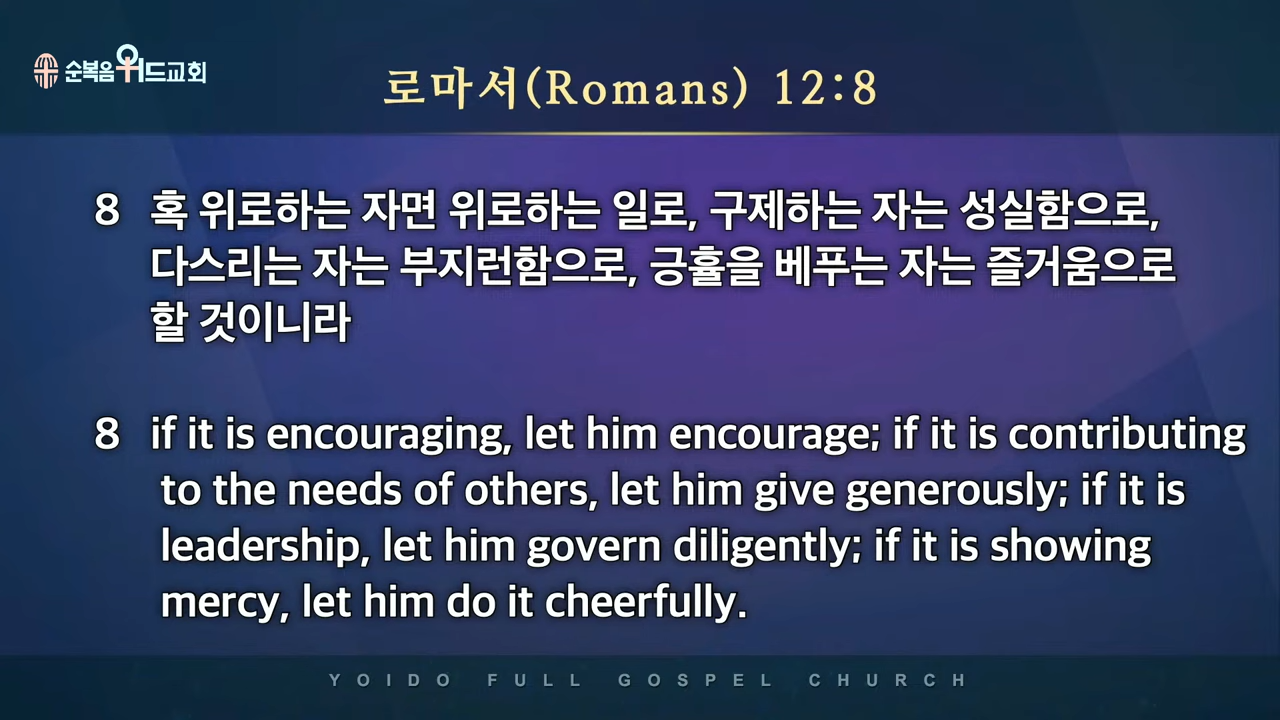 순복음위드교회
로마서(Romans) 12:8
8 혹 위로하는 자면 위로하는 일로, 구제하는 자는 성실함으로,
다스리는 자는 부지런함으로, 긍휼을 베푸는 자는 즐거움으로
할 것이니라
8 if it is encouraging, let him encourage; if it is contributing
to the needs of others, let him give generously; if it is
leadership, let him govern diligently; if it is showing
mercy, let him do it cheerfully.
YOIDO FULL GOSPEL CHURCH